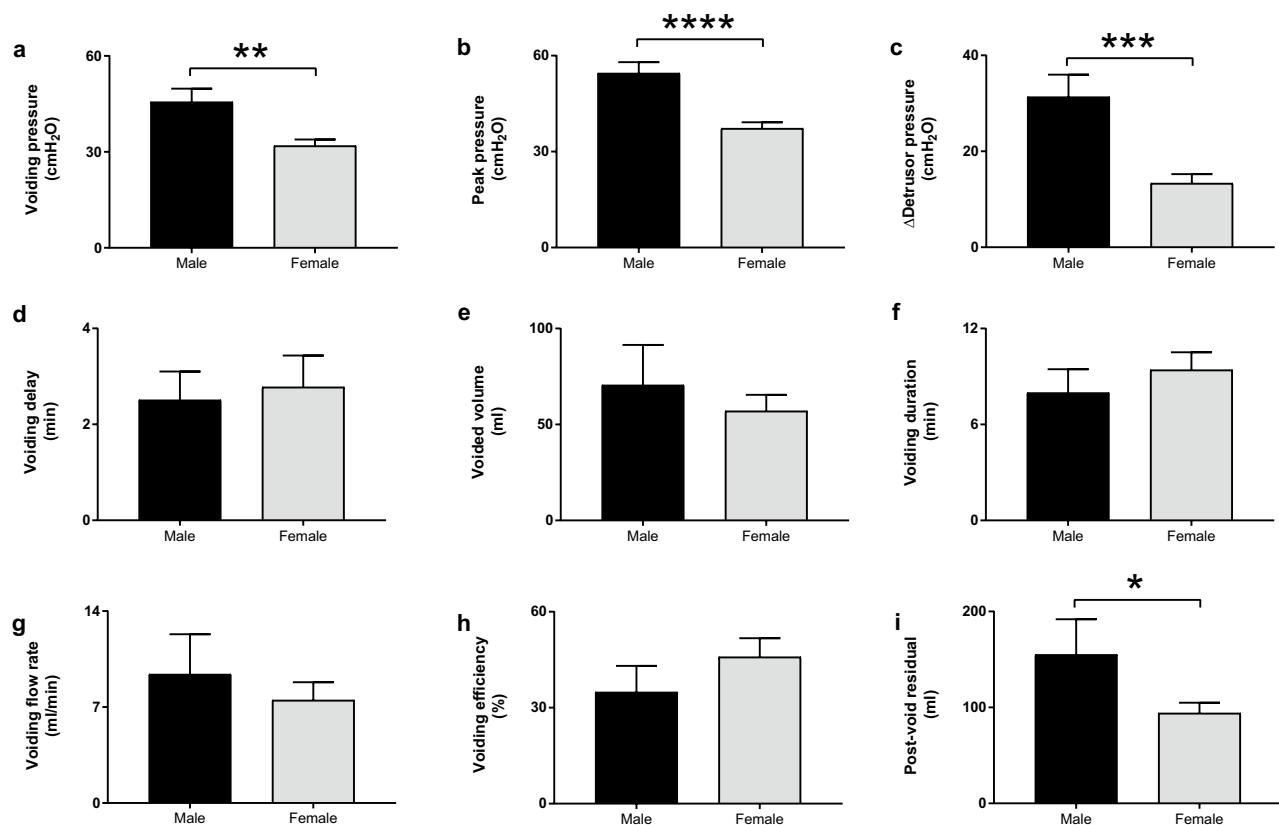 a
**
Voiding pressure
(cmH₂O)
60
30
0
Male
Female
b
****
Peak pressure
(cmH₂O)
60
30
0
Male
Female
c
***
ΔDetrusor pressure
(cmH₂O)
40
20
0
Male
Female
d
Voiding delay
(min)
4
2
0
Male
Female
e
Voided volume
(ml)
100
50
0
Male
Female
f
Voiding duration
(min)
12
6
0
Male
Female
g
Voiding flow rate
(ml/min)
14
7
0
Male
Female
h
Voiding efficiency
(%)
60
30
0
Male
Female
i
*
Post-void residual
(ml)
200
100
0
Male
Female